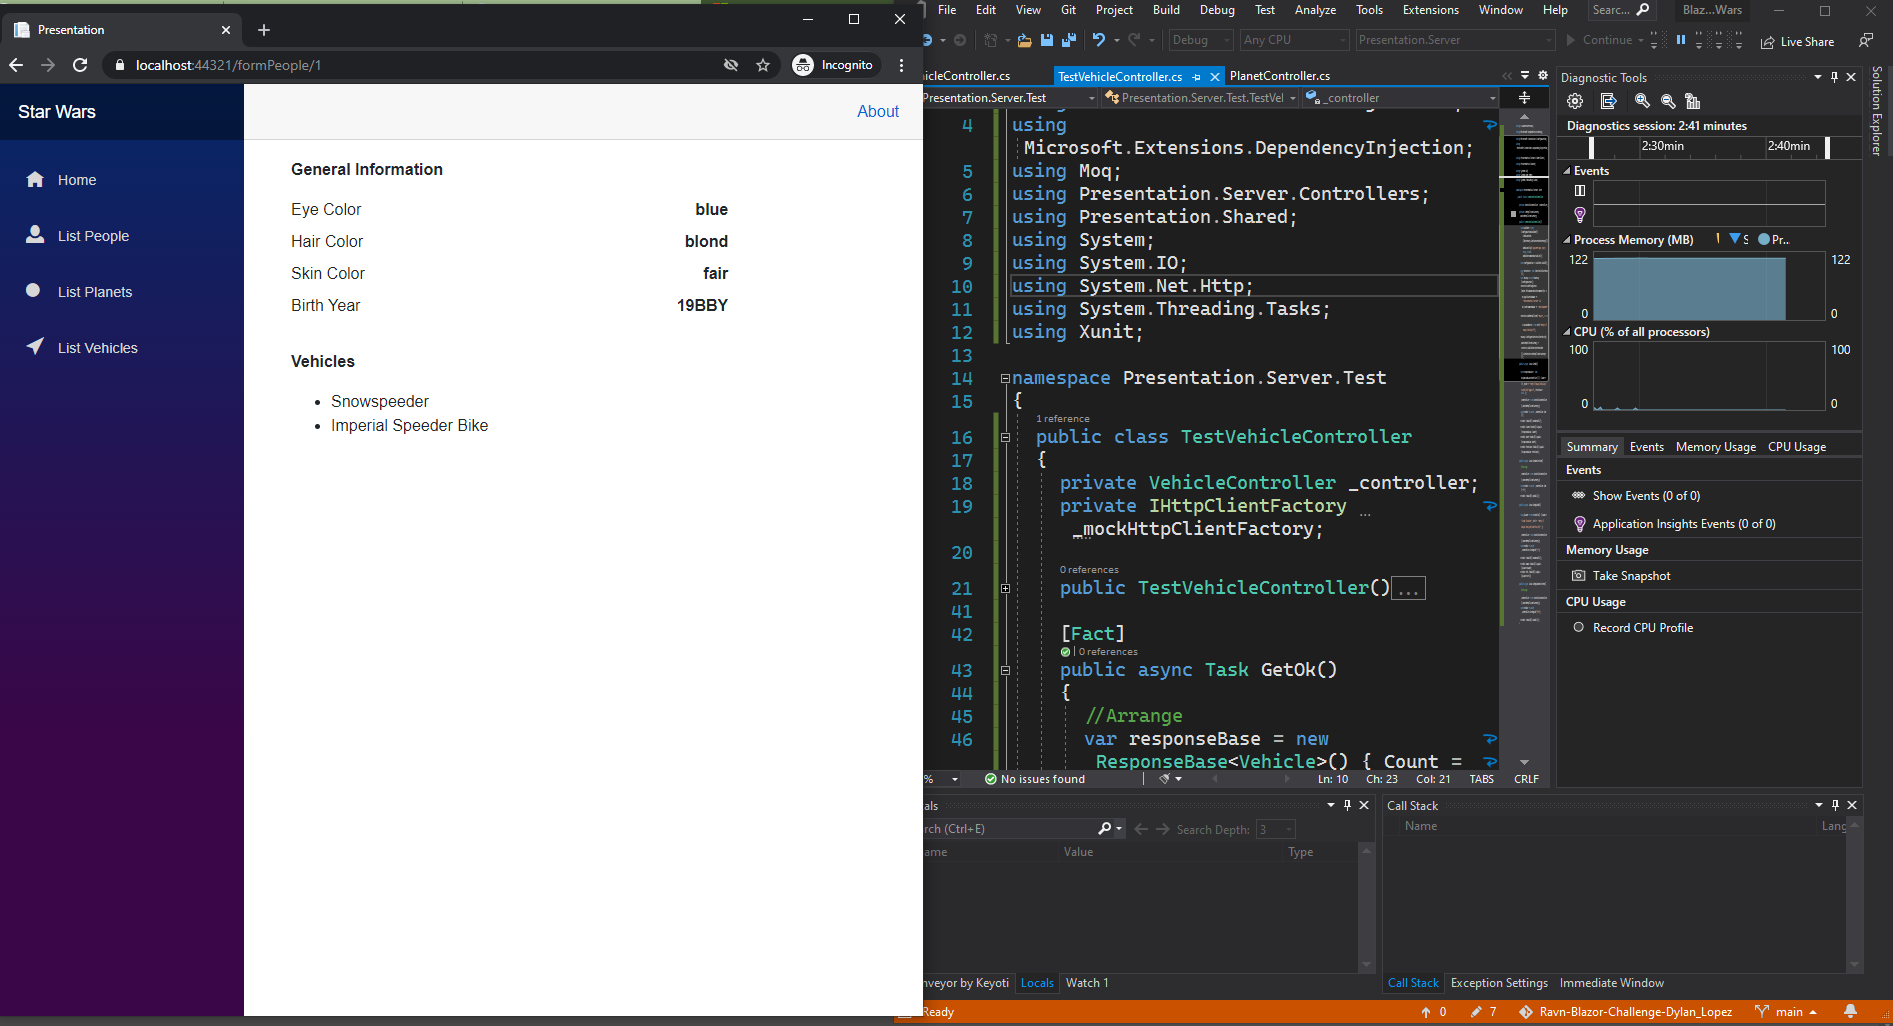 Presentation
localhost:44321/formPeople/1
Incognito
Star Wars
About
Home
List People
List Planets
List Vehicles
General Information
Eye Color blue
Hair Color blond
Skin Color fair
Birth Year 19BBY
Vehicles
Snowspeeder
Imperial Speeder Bike
File Edit View Git Project Build Debug Test Analyze Tools Extensions Window Help Searc... Blaz...Wars
Debug Any CPU Presentation.Server Continue Live Share
hicleController.cs TestVehicleController.cs PlanetController.cs
Presentation.Server.Test Presentation.Server.Test.TestVel _controller
4 using
Microsoft.Extensions.DependencyInjection;
5 using Moq;
6 using Presentation.Server.Controllers;
7 using Presentation.Shared;
8 using System;
9 using System.IO;
10 using System.Net.Http;
11 using System.Threading.Tasks;
12 using Xunit;
13
14 namespace Presentation.Server.Test
15 {
1 reference
16 public class TestVehicleController
17 {
18 private VehicleController _controller;
19 private IHttpClientFactory
_mockHttpClientFactory;
20
0 references
21 public TestVehicleController()...
41
42 [Fact]
0 references
43 public async Task GetOk()
44 {
45 //Arrange
46 var responseBase = new
ResponseBase<Vehicle>() { Count =
% No issues found Ln: 10 Ch: 23 Col: 21 TABS CRLF
Diagnostic Tools
Solution Explorer
Diagnostics session: 2:41 minutes
2:30min 2:40min
Events
Process Memory (MB) S Pr...
122 122
0 0
CPU (% of all processors)
100 100
0 0
Summary Events Memory Usage CPU Usage
Events
Show Events (0 of 0)
Application Insights Events (0 of 0)
Memory Usage
Take Snapshot
CPU Usage
Record CPU Profile
als
rch (Ctrl+E) Search Depth: 3
ame Value Type
nveyor by Keyoti Locals Watch 1
Call Stack
Name Lang
Call Stack Exception Settings Immediate Window
Ready 0 7 Ravn-Blazor-Challenge-Dylan_Lopez main